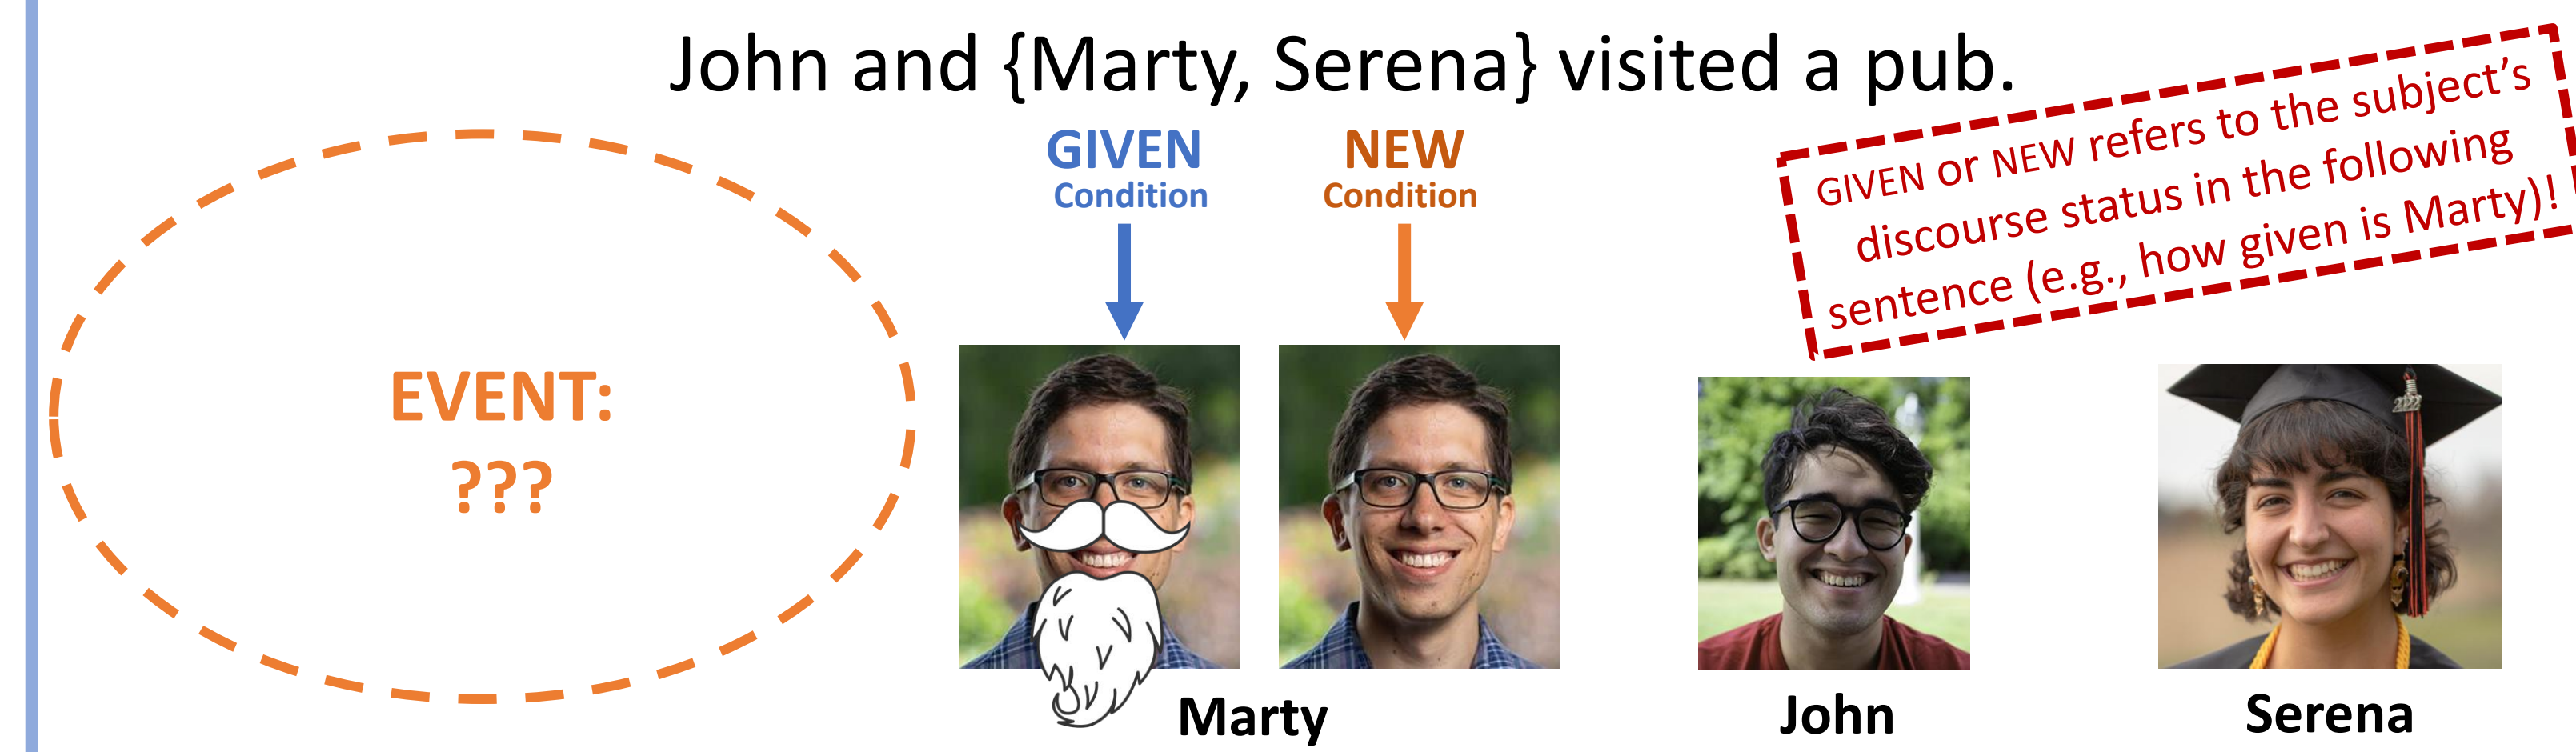 John and {Marty, Serena} visited a pub.
GIVEN
Condition
NEW
Condition
GIVEN or NEW refers to the subject's
discourse status in the following
sentence (e.g., how given is Marty)!
EVENT:
???
2022
Marty
John
Serena